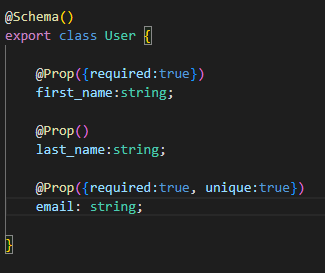 @Schema()
export class User {
@Prop({required:true})
first_name:string;
@Prop()
last_name:string;
@Prop({required:true, unique:true})
email: string;
}